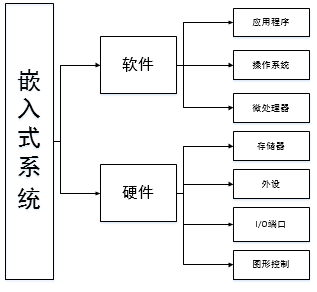 嵌入式系统
软件
应用程序
操作系统
微处理器
硬件
存储器
外设
I/O端口
图形控制